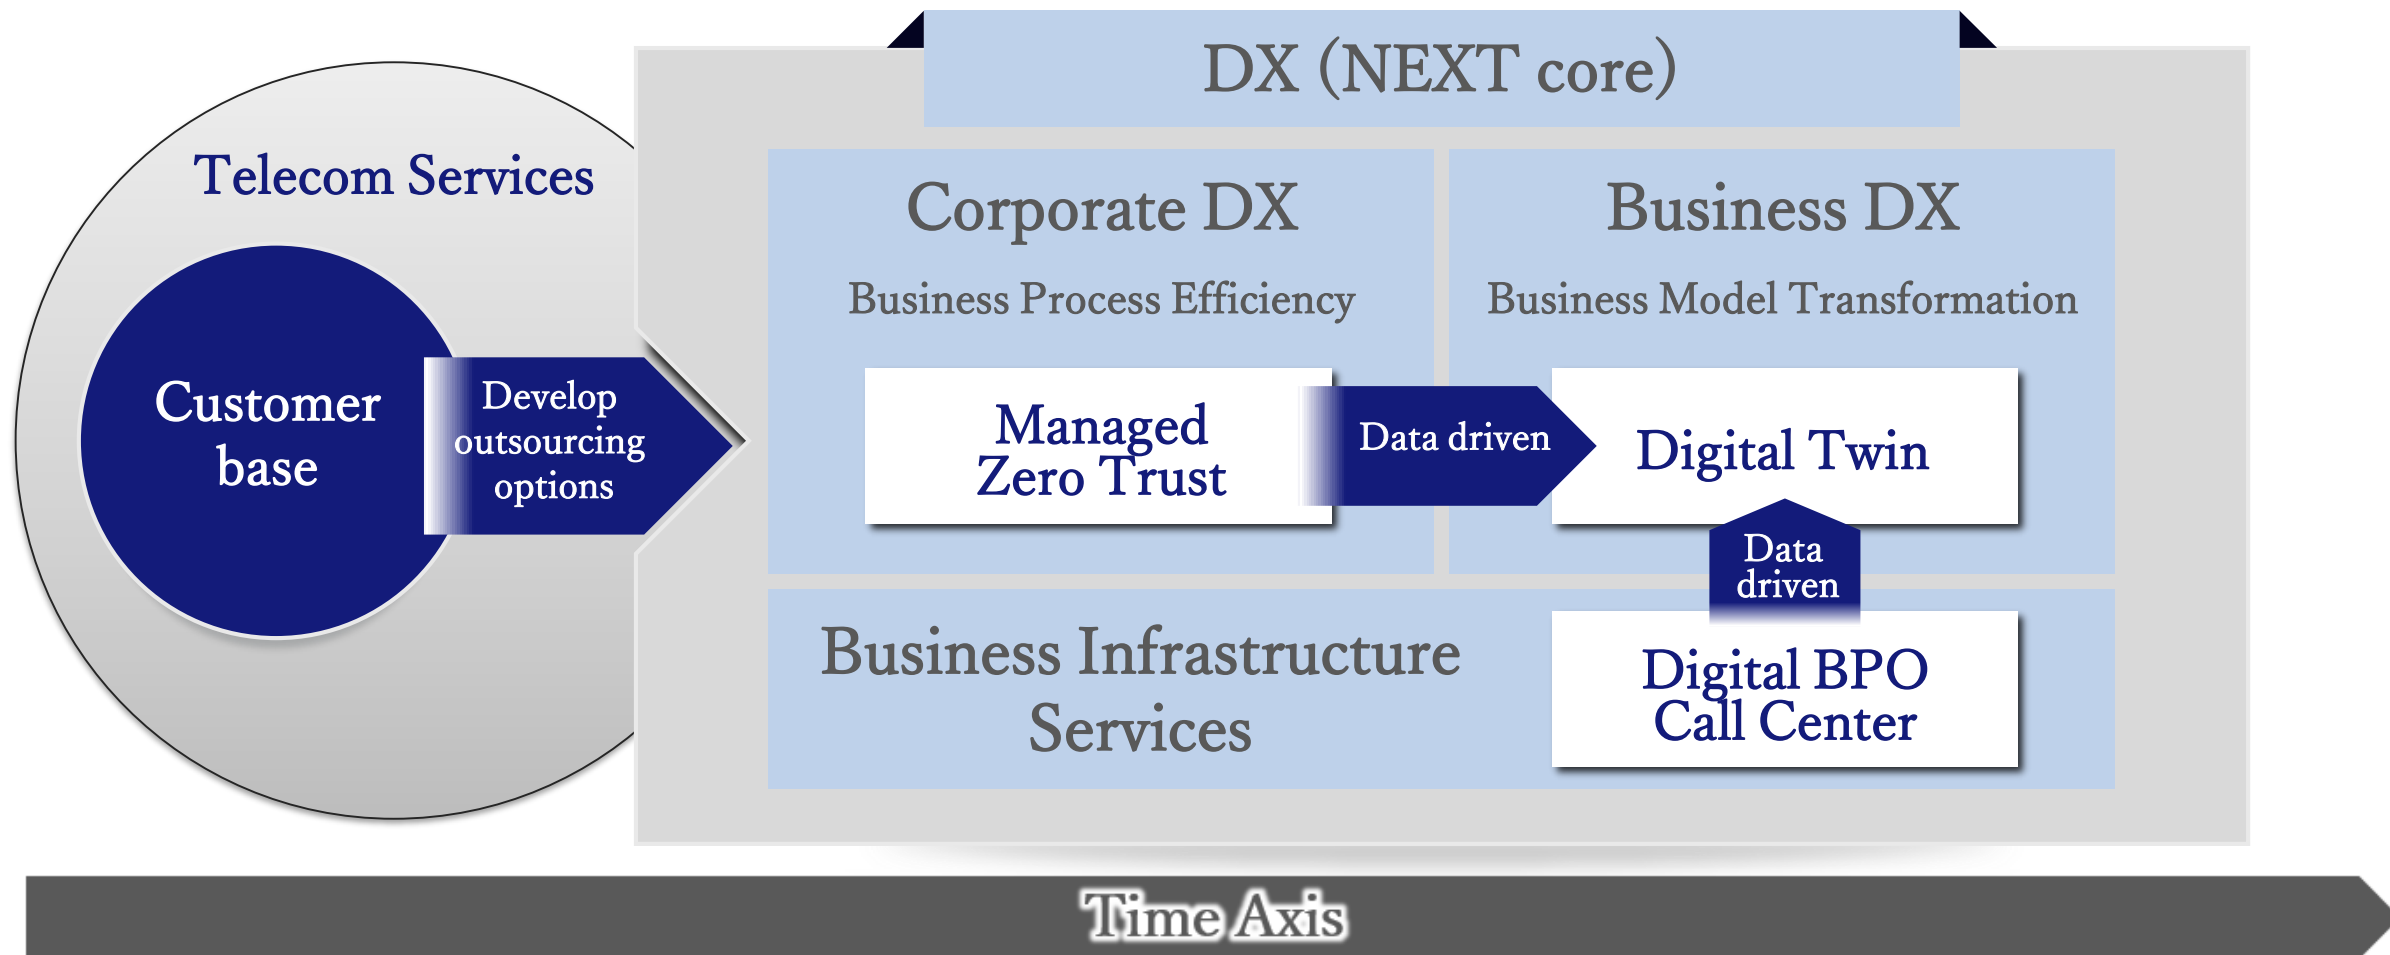 DX (NEXT core)
Telecom Services
Customer
base
Develop
outsourcing
options
Corporate DX
Business Process Efficiency
Managed
Zero Trust
Data driven
Business DX
Business Model Transformation
Digital Twin
Data
driven
Business Infrastructure
Services
Digital BPO
Call Center
Time Axis